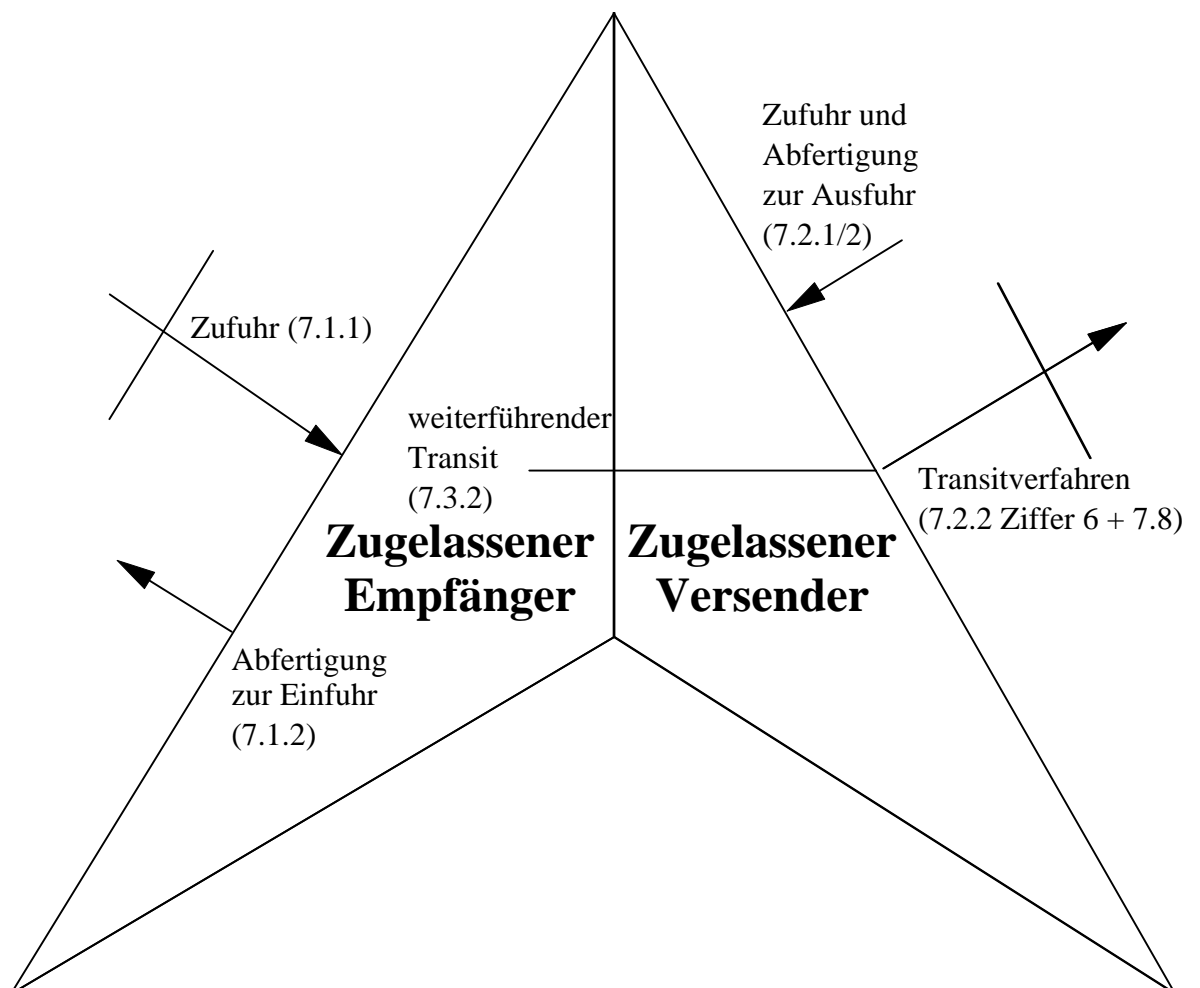 Zufuhr und
Abfertigung
zur Ausfuhr
(7.2.1/2)
Zufuhr (7.1.1)
weiterführender
Transit
(7.3.2)
Transitverfahren
(7.2.2 Ziffer 6 + 7.8)
Zugelassener
Empfänger
Zugelassener
Versender
Abfertigung
zur Einfuhr
(7.1.2)